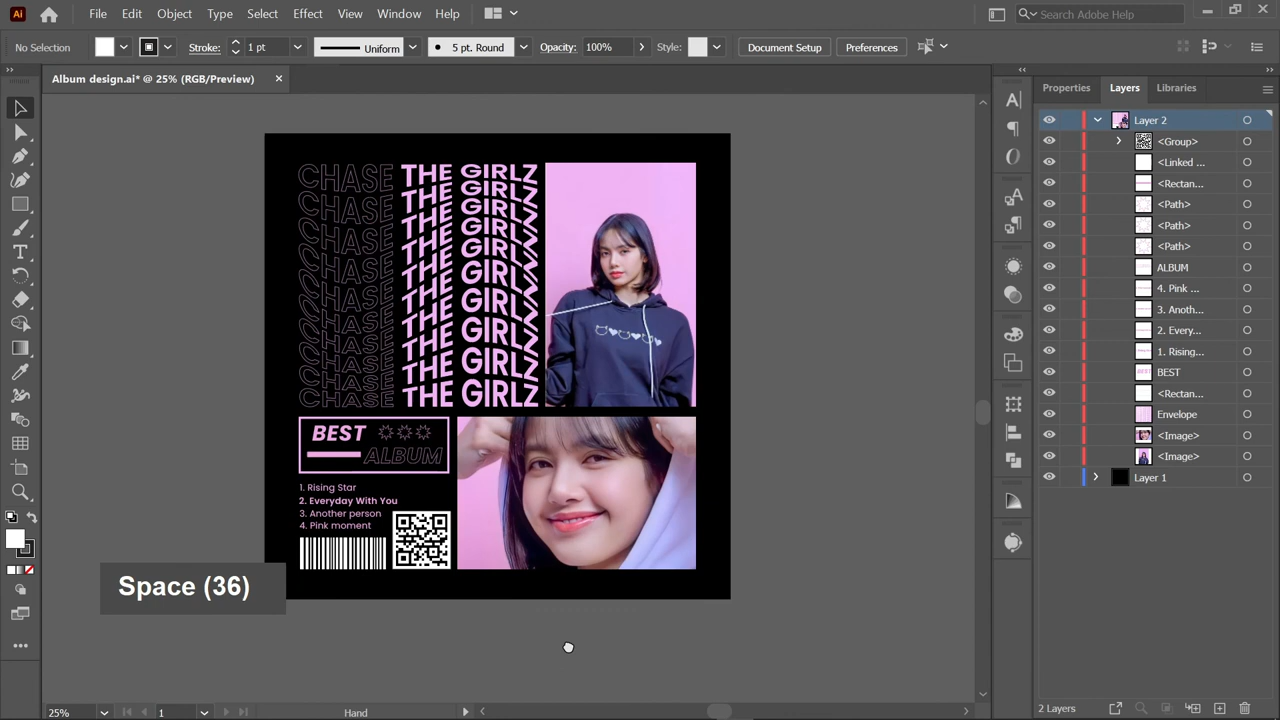 Ai File Edit Object Type Select Effect View Window Help Search Adobe Help
No Selection Stroke: 1 pt Uniform 5 pt. Round Opacity: 100% Style: Document Setup Preferences
Album design.ai* @ 25% (RGB/Preview)
Properties Layers Libraries
Layer 2
<Group>
<Linked ...
<Rectan...
<Path>
<Path>
<Path>
ALBUM
4. Pink ...
3. Anoth...
2. Every...
1. Rising...
BEST
<Rectan...
Envelope
<Image>
<Image>
Layer 1
CHASE THE GIRLZ
CHASE THE GIRLZ
CHASE THE GIRLZ
CHASE THE GIRLZ
CHASE THE GIRLZ
CHASE THE GIRLZ
CHASE THE GIRLZ
CHASE THE GIRLZ
CHASE THE GIRLZ
CHASE THE GIRLZ
BEST
ALBUM
1. Rising Star
2. Everyday With You
3. Another person
4. Pink moment
Space (36)
25% 1 Hand
2 Layers